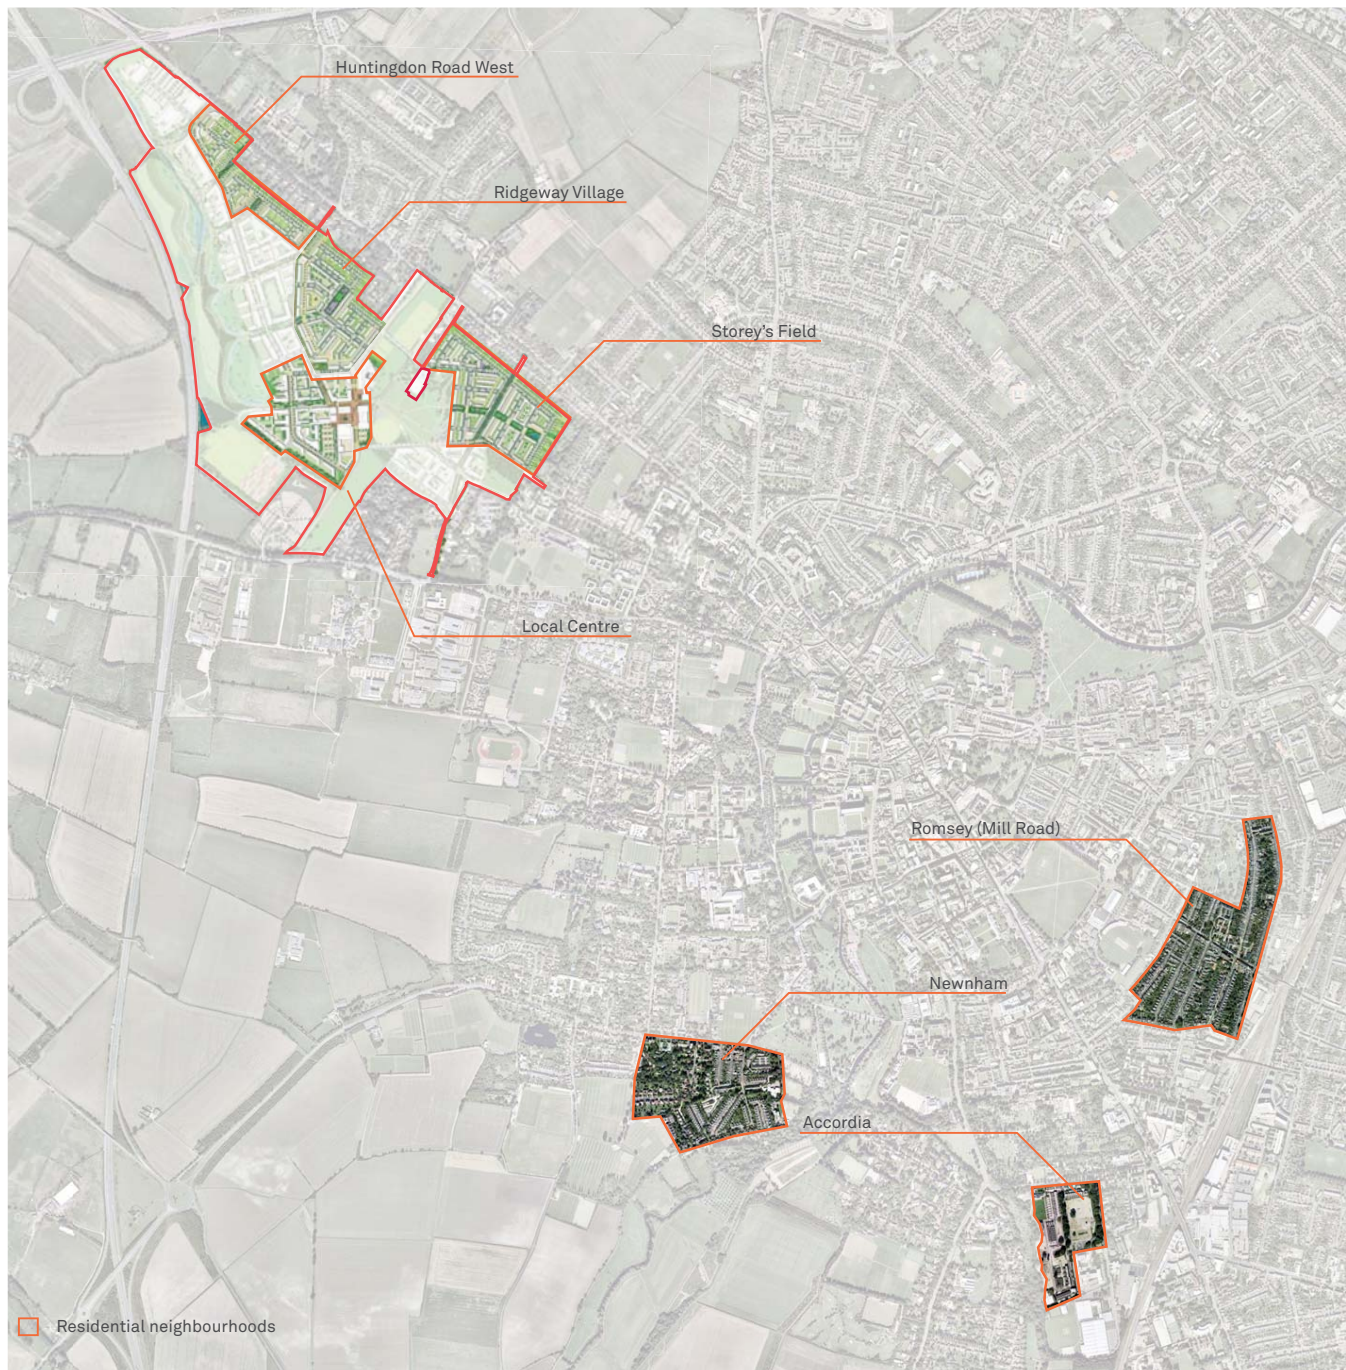 Huntingdon Road West
Ridgeway Village
Storey's Field
Local Centre
Romsey (Mill Road)
Newnham
Accordia
Residential neighbourhoods